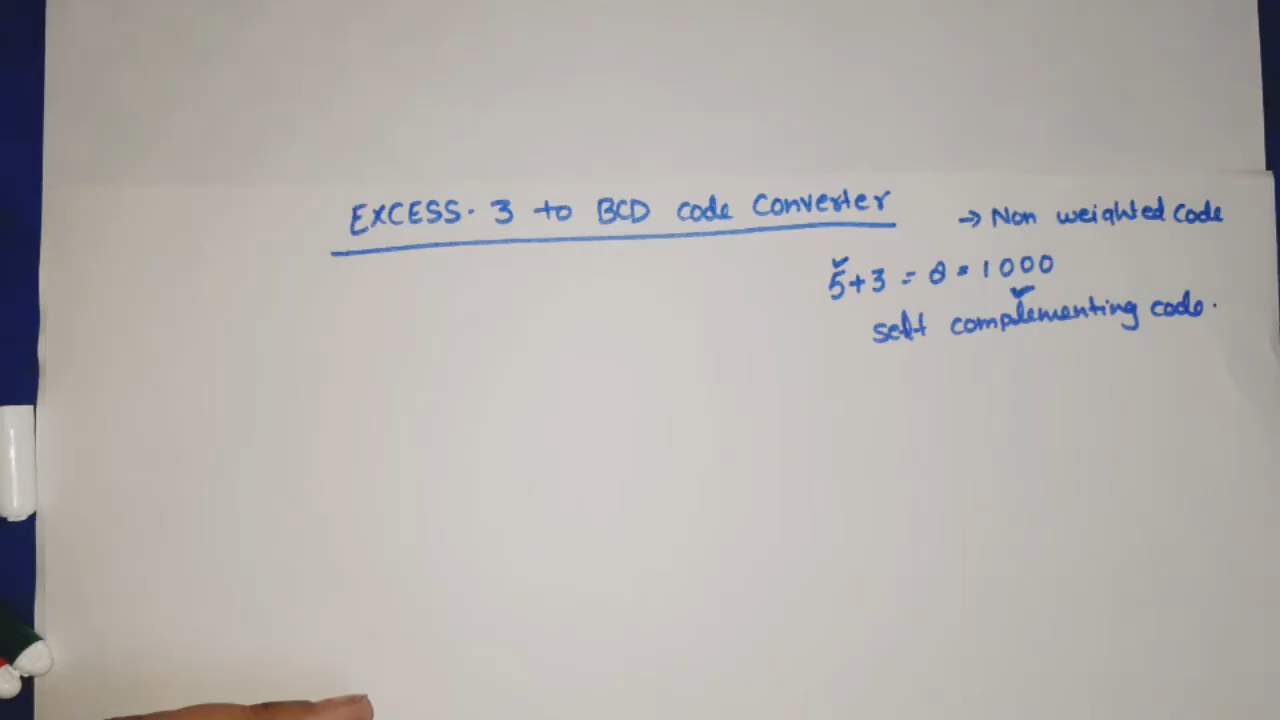 EXCESS-3 to BCD code Converter
→ Non weighted code
5+3 = 8 = 1000
self complementing code.